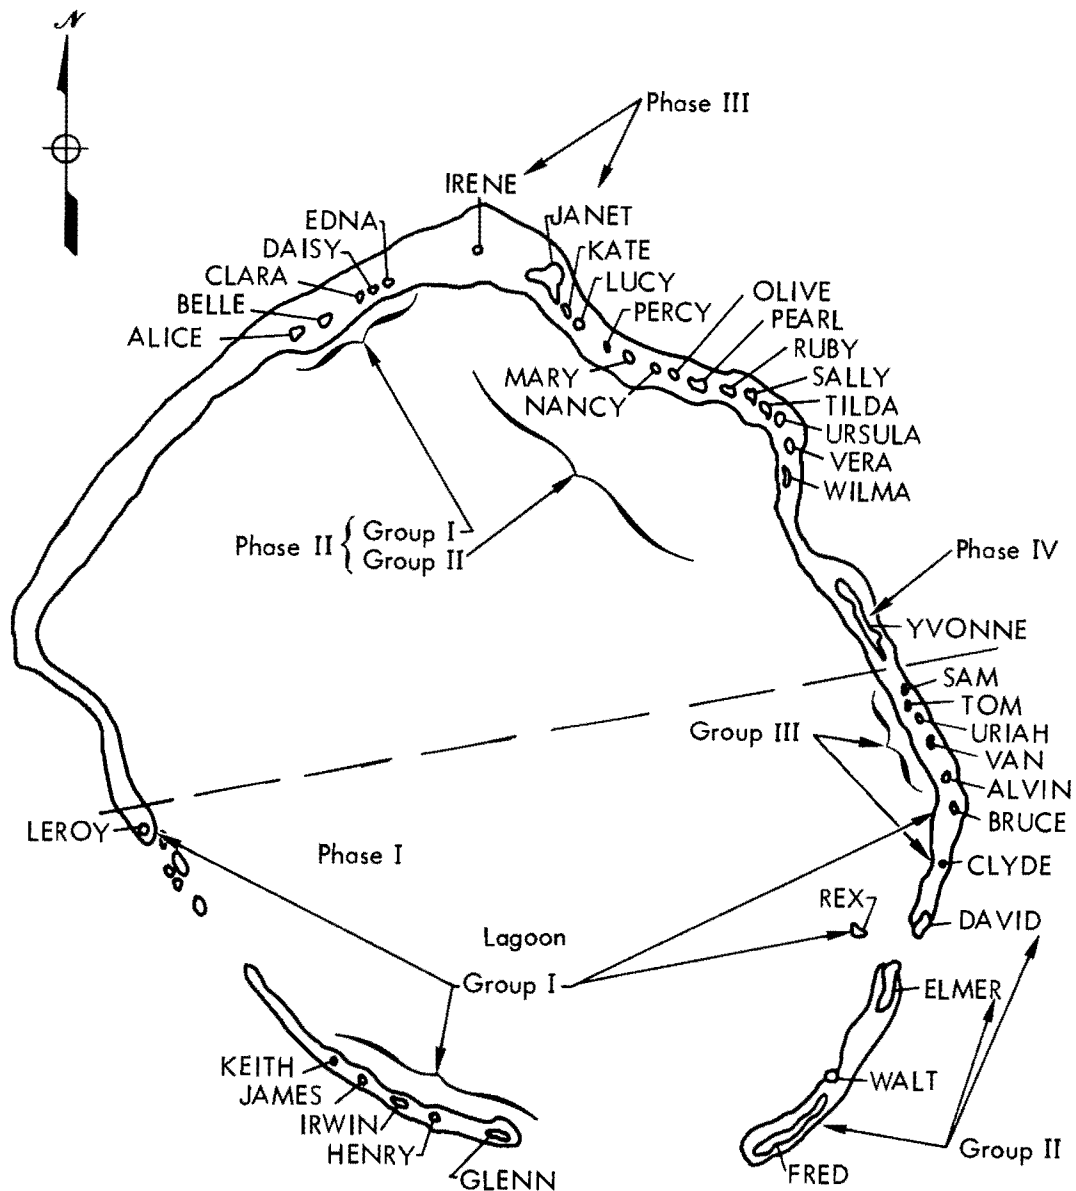 N
Phase III
IRENE
JANET
EDNA
KATE
DAISY
LUCY
CLARA
OLIVE
BELLE
PERCY
PEARL
ALICE
RUBY
MARY
SALLY
NANCY
TILDA
URSULA
VERA
WILMA
Phase II { Group I
Group II
Phase IV
YVONNE
SAM
TOM
Group III
URIAH
VAN
ALVIN
BRUCE
LEROY
Phase I
CLYDE
REX
DAVID
Lagoon
Group I
ELMER
KEITH
WALT
JAMES
IRWIN
HENRY
Group II
GLENN
FRED